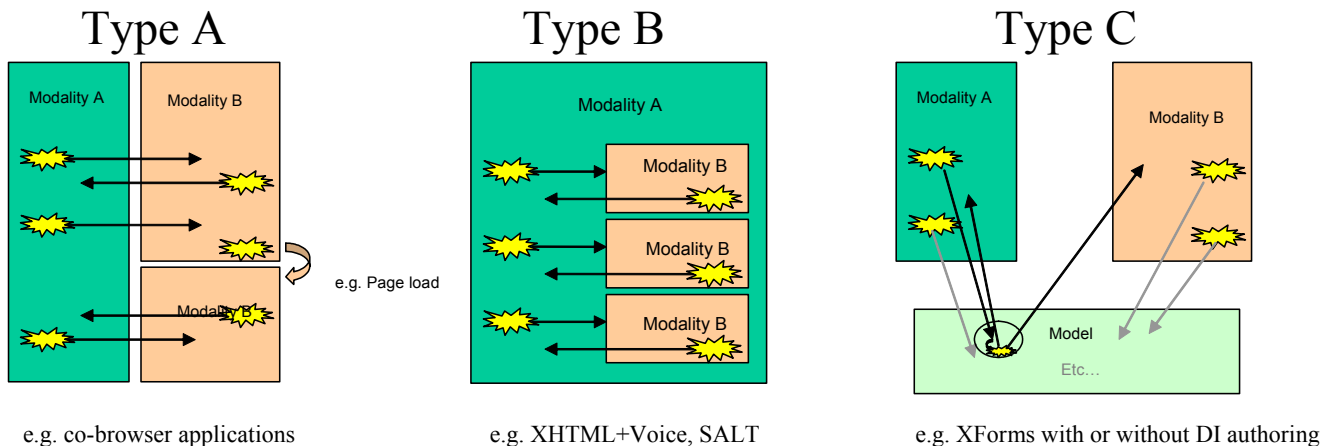 Type A
Type B
Type C
Modality A
Modality B
e.g. Page load
Modality B
e.g. co-browser applications
Modality A
Modality B
Modality B
Modality B
e.g. XHTML+Voice, SALT
Modality A
Modality B
Model
Etc...
e.g. XForms with or without DI authoring